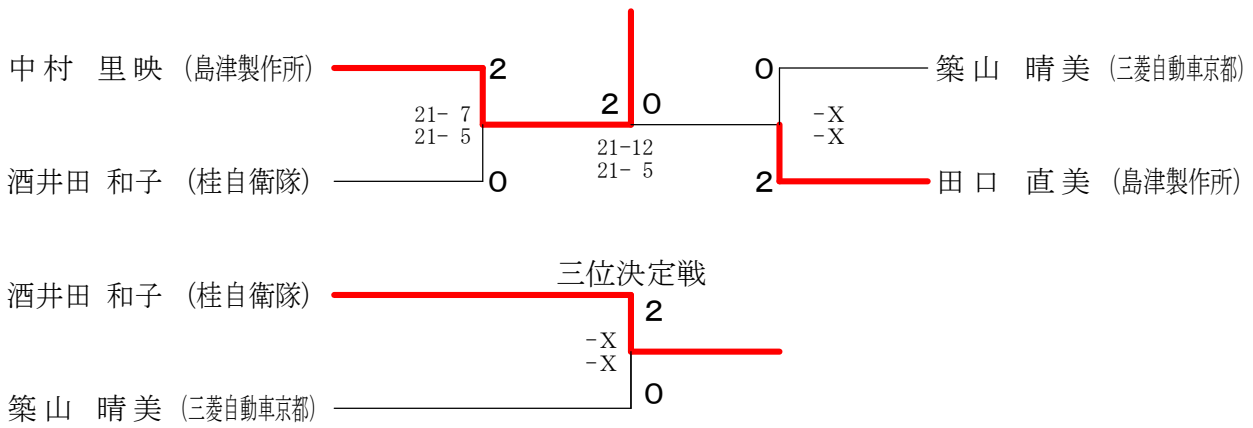 中村 里映 (島津製作所) 2 0 築山 晴美 (三菱自動車京都)
21- 7 2 0 -X
21- 5 -X
21-12
21- 5
酒井田 和子 (桂自衛隊) 0 2 田口 直美 (島津製作所)
三位決定戦
酒井田 和子 (桂自衛隊) 2
-X
-X
築山 晴美 (三菱自動車京都) 0